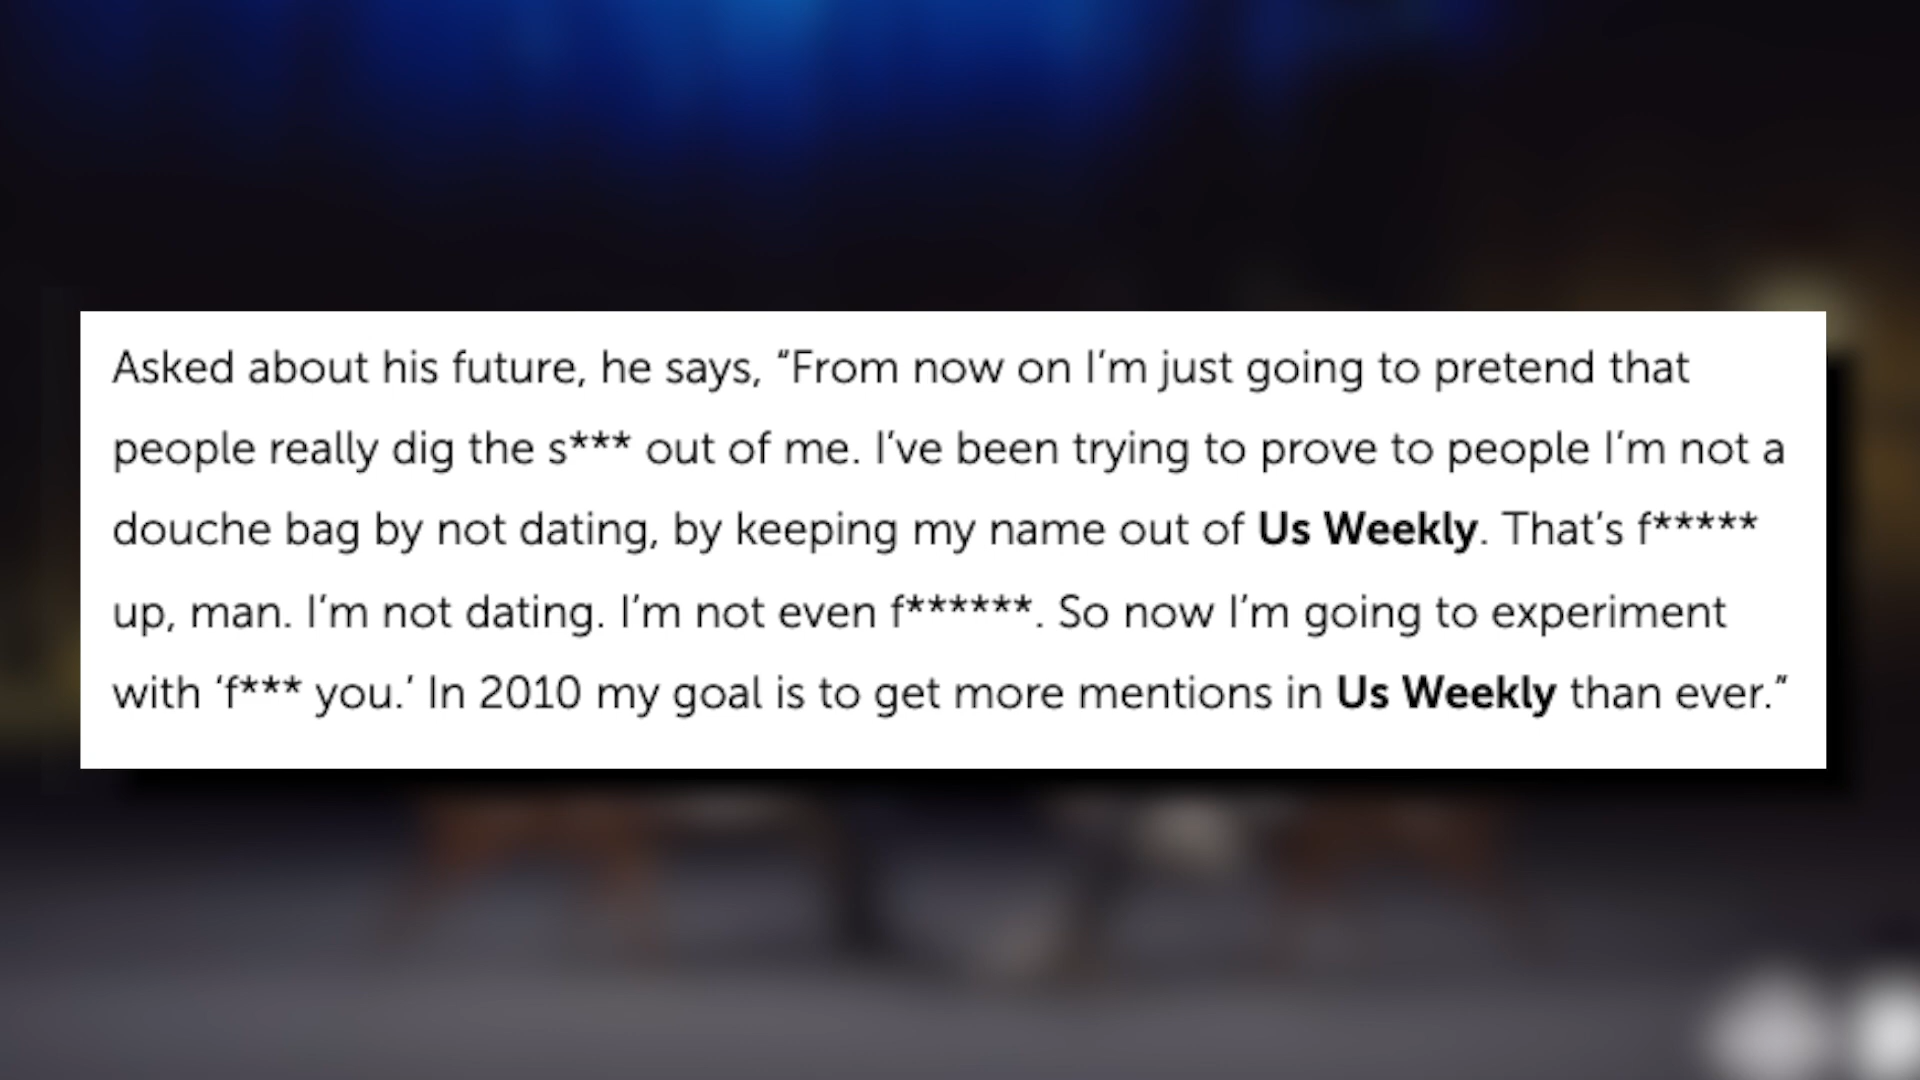 Asked about his future, he says, “From now on I’m just going to pretend that
people really dig the s*** out of me. I’ve been trying to prove to people I’m not a
douche bag by not dating, by keeping my name out of Us Weekly. That’s f*****
up, man. I’m not dating. I’m not even f******. So now I’m going to experiment
with ‘f*** you.’ In 2010 my goal is to get more mentions in Us Weekly than ever.”